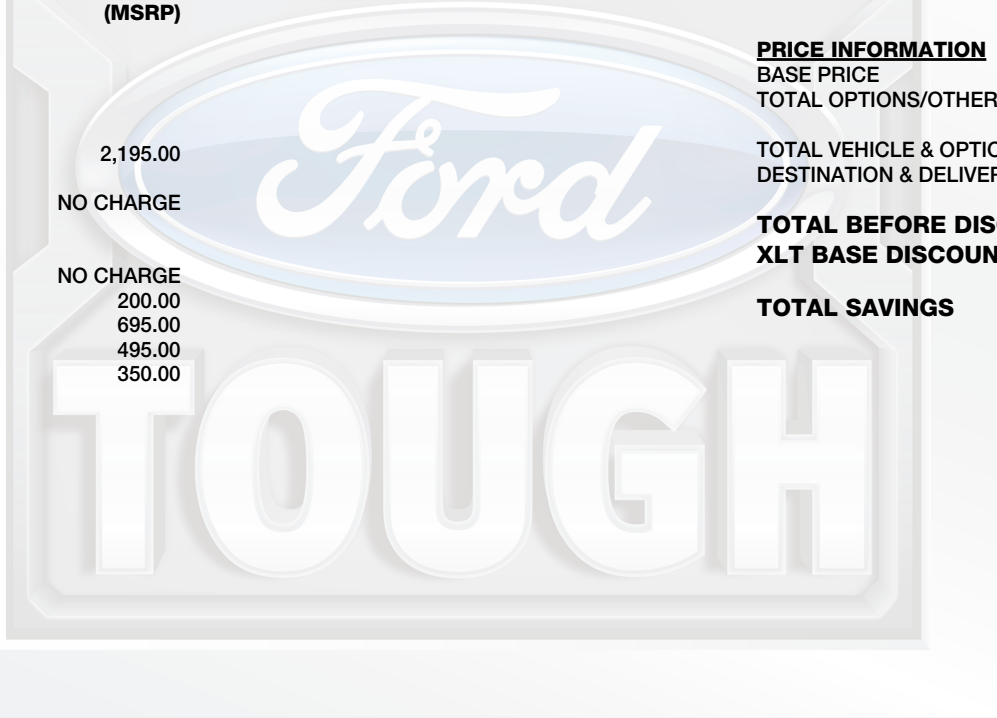 (MSRP)
2,195.00
NO CHARGE
NO CHARGE
200.00
695.00
495.00
350.00
PRICE INFORMATION
BASE PRICE
TOTAL OPTIONS/OTHER
TOTAL VEHICLE & OPTIO
DESTINATION & DELIVER
TOTAL BEFORE DIS
XLT BASE DISCOUN
TOTAL SAVINGS
Ford
TOUGH